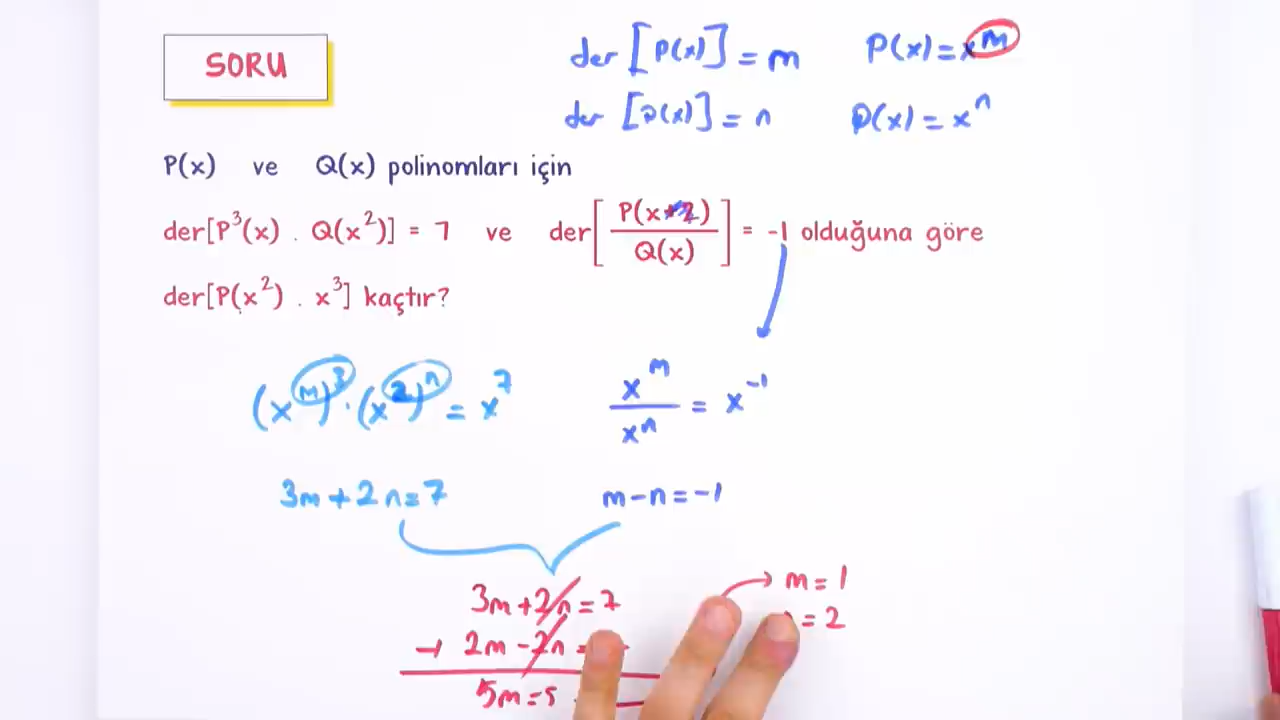 SORU
der [P(x)] = m P(x) = x^m
der [Q(x)] = n Q(x) = x^n
P(x) ve Q(x) polinomları için
der[P³(x) . Q(x²)] = 7 ve der[P(x+2)/Q(x)] = -1 olduğuna göre
der[P(x²) . x³] kaçtır?
(x^m)^3 . (x^2)^n = x^7 x^m/x^n = x^-1
3m + 2n = 7 m - n = -1
3m + 2n = 7 m = 1
= 2
2m - 2n =
5m = 5